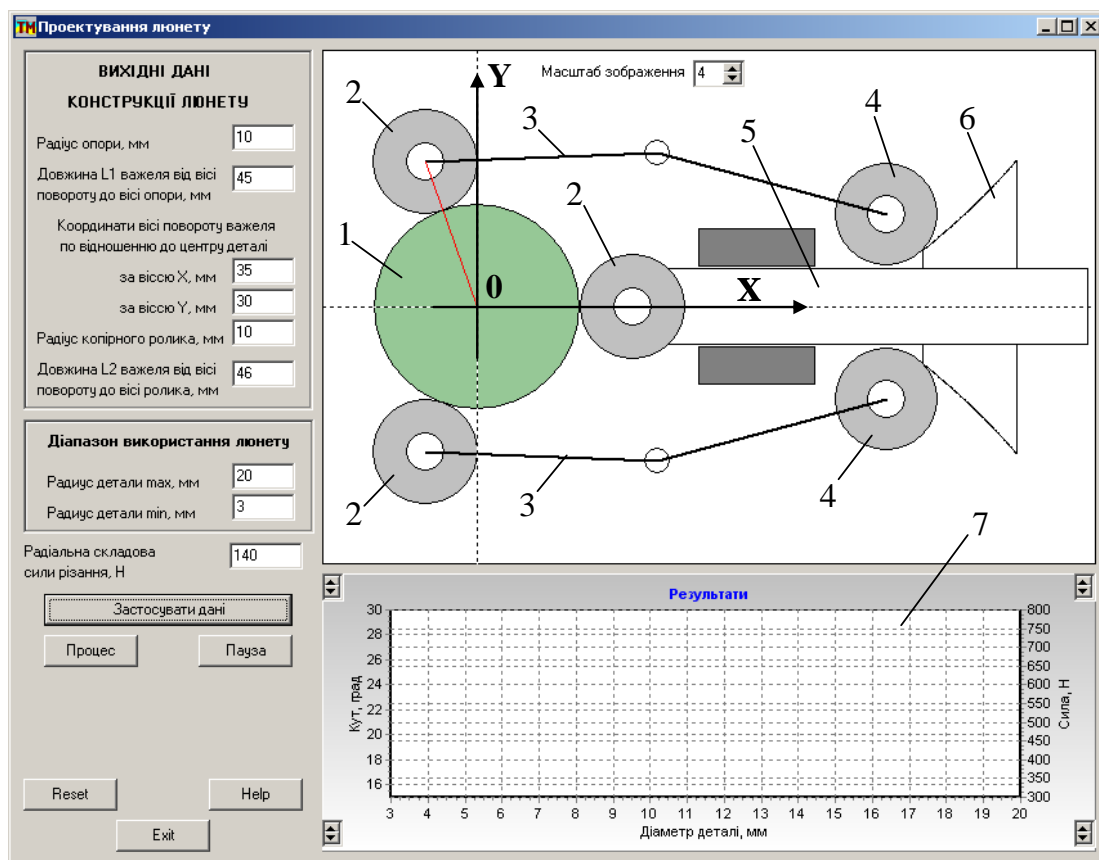 Проектування люнету
ВИХІДНІ ДАНІ
КОНСТРУКЦІЇ ЛЮНЕТУ
Радіус опори, мм 10
Довжина L1 важеля від вісі
повороту до вісі опори, мм 45
Координати вісі повороту важеля
по відношенню до центру деталі
за віссю X, мм 35
за віссю Y, мм 30
Радіус копірного ролика, мм 10
Довжина L2 важеля від вісі
повороту до вісі ролика, мм 46
Діапазон використання люнету
Радиус детали max, мм 20
Радиус детали min, мм 3
Радіальна складова
сили різання, Н 140
Застосувати дані
Процес Пауза
Reset Help
Exit
Масштаб зображення 4
Y
2
3
4
5
6
1
2
0
X
2
3
4
7
Результати
30
28
26
24
22
20
18
16
Кут, град
800
750
700
650
600
550
500
450
400
350
300
Сила, Н
3 4 5 6 7 8 9 10 11 12 13 14 15 16 17 18 19 20
Діаметр деталі, мм